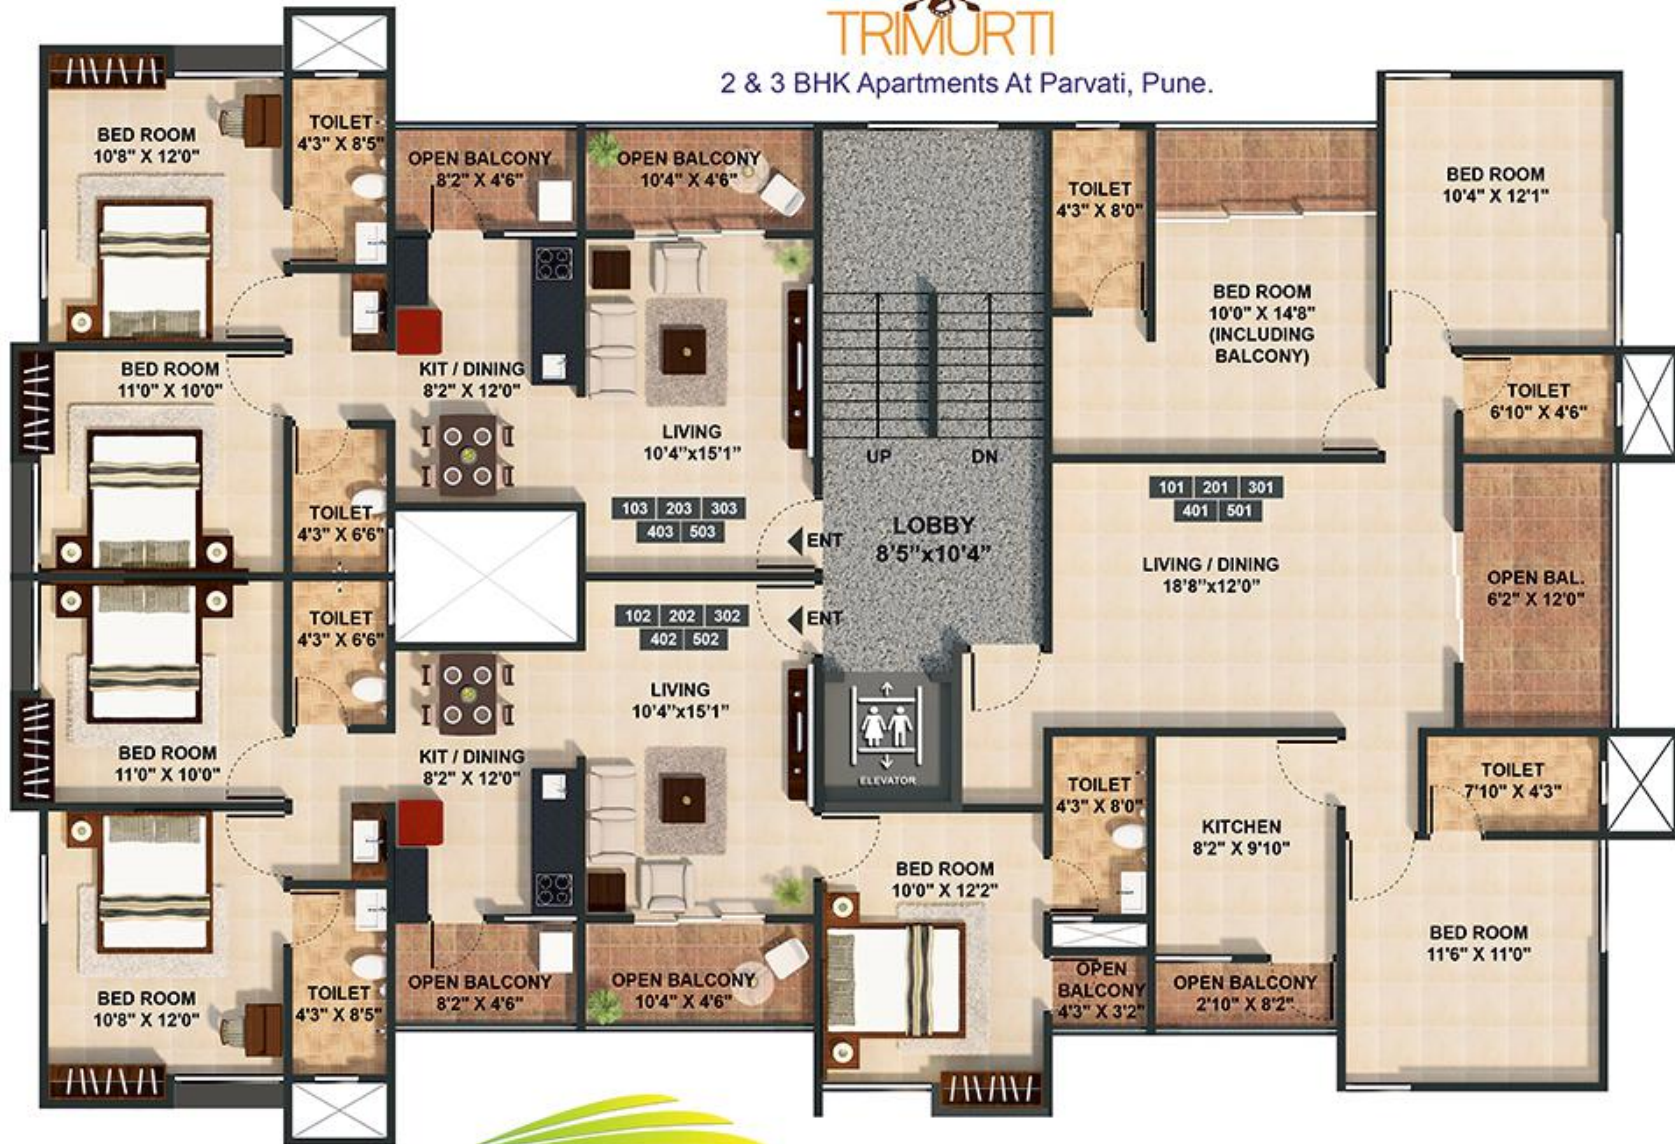 TRIMURTI
2 & 3 BHK Apartments At Parvati, Pune.
BED ROOM
10'8" X 12'0"
TOILET
4'3" X 8'5"
OPEN BALCONY
8'2" X 4'6"
OPEN BALCONY
10'4" X 4'6"
TOILET
4'3" X 8'0"
BED ROOM
10'4" X 12'1"
BED ROOM
10'0" X 14'8"
(INCLUDING
BALCONY)
BED ROOM
11'0" X 10'0"
KIT / DINING
8'2" X 12'0"
LIVING
10'4"x15'1"
UP
DN
TOILET
6'10" X 4'6"
TOILET
4'3" X 6'6"
103 203 303
403 503
ENT
LOBBY
8'5"x10'4"
101 201 301
401 501
LIVING / DINING
18'8"x12'0"
OPEN BAL.
6'2" X 12'0"
TOILET
4'3" X 6'6"
102 202 302
402 502
ENT
LIVING
10'4"x15'1"
BED ROOM
11'0" X 10'0"
KIT / DINING
8'2" X 12'0"
ELEVATOR
TOILET
4'3" X 8'0"
TOILET
7'10" X 4'3"
KITCHEN
8'2" X 9'10"
BED ROOM
10'0" X 12'2"
BED ROOM
11'6" X 11'0"
BED ROOM
10'8" X 12'0"
TOILET
4'3" X 8'5"
OPEN BALCONY
8'2" X 4'6"
OPEN BALCONY
10'4" X 4'6"
OPEN
BALCONY
4'3" X 3'2"
OPEN BALCONY
2'10" X 8'2"